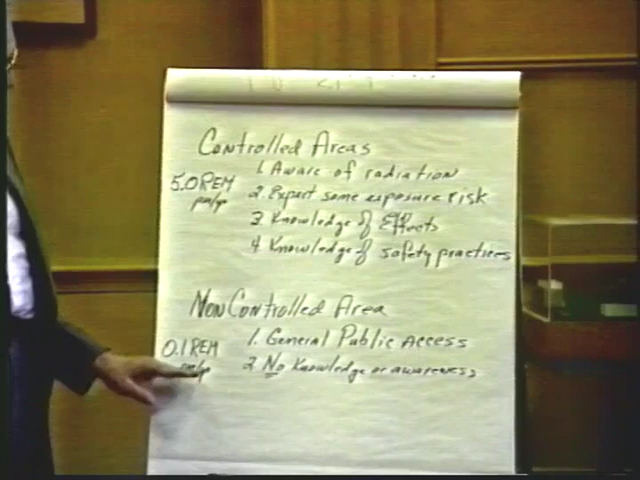 Controlled Areas
5.0 REM 1. Aware of radiation
per/yr 2. Expect some exposure risk
3. Knowledge of Effects
4. Knowledge of safety practices
Non Controlled Area
0.1 REM 1. General Public Access
per/yr 2. No Knowledge or awareness